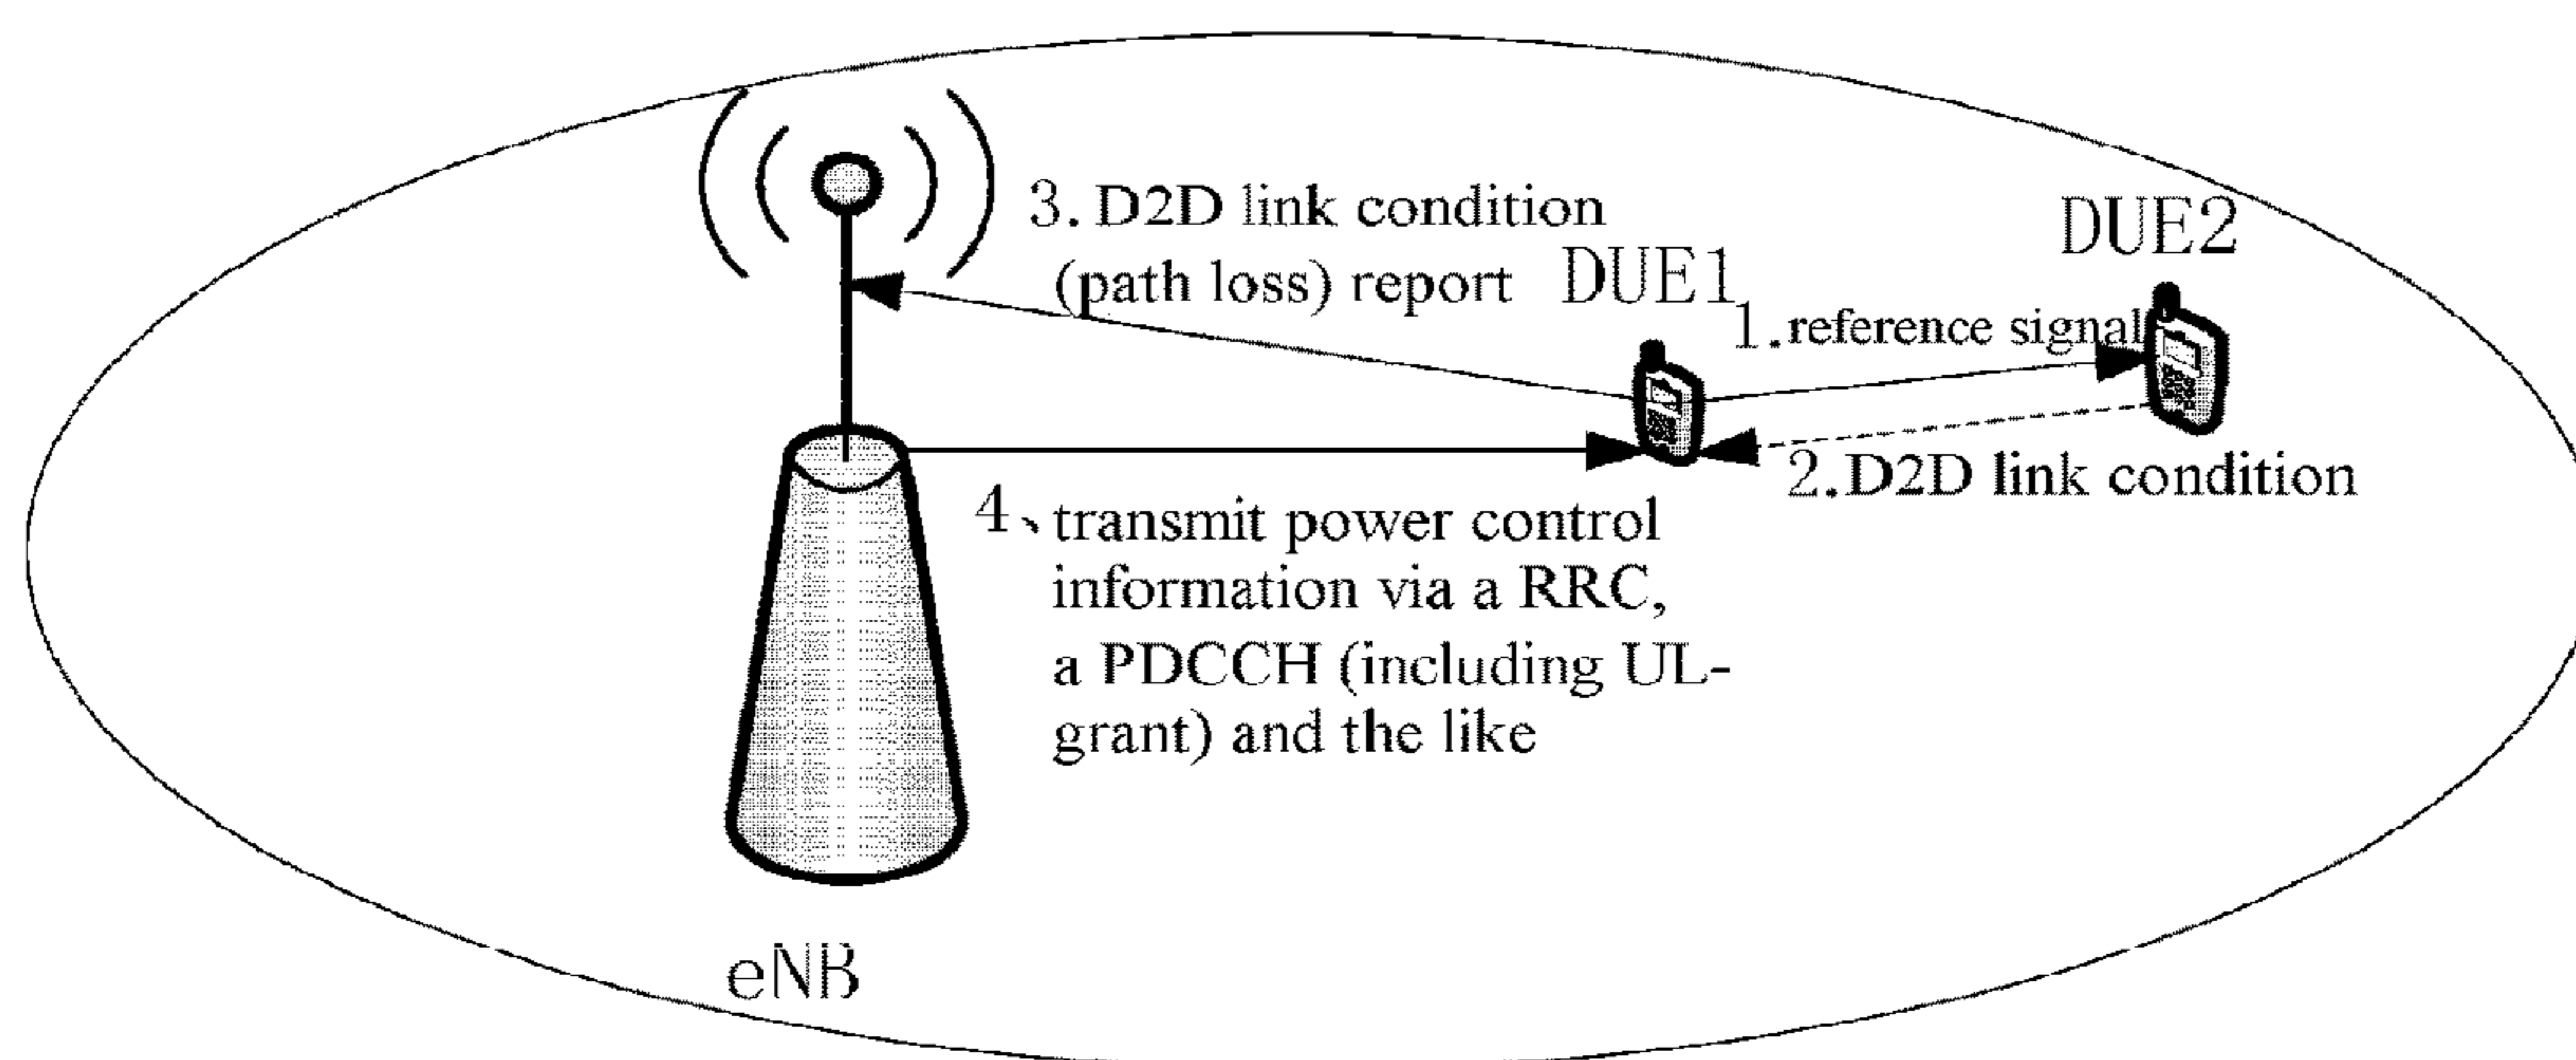 3. D2D link condition
(path loss) report
DUE1
DUE2
1.reference signal
2.D2D link condition
4、transmit power control
information via a RRC,
a PDCCH (including UL-
grant) and the like
eNB